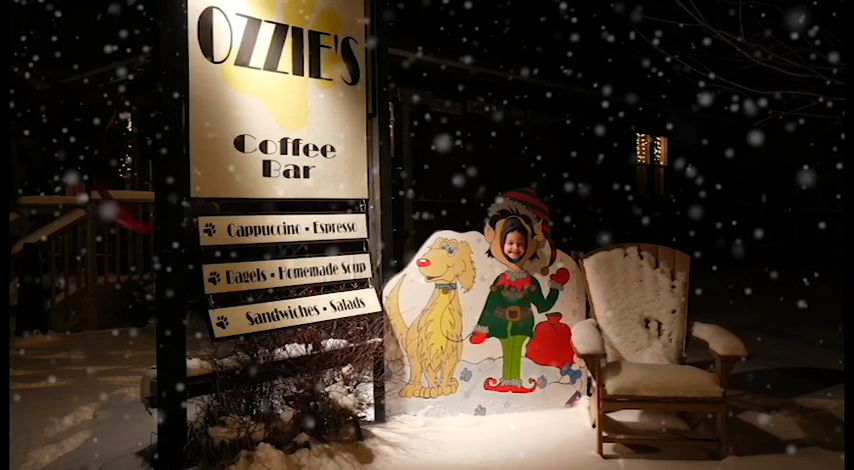 OZZIE'S
Coffee
Bar
Cappuccino • Espresso
Bagels • Homemade Soup
Sandwiches • Salads